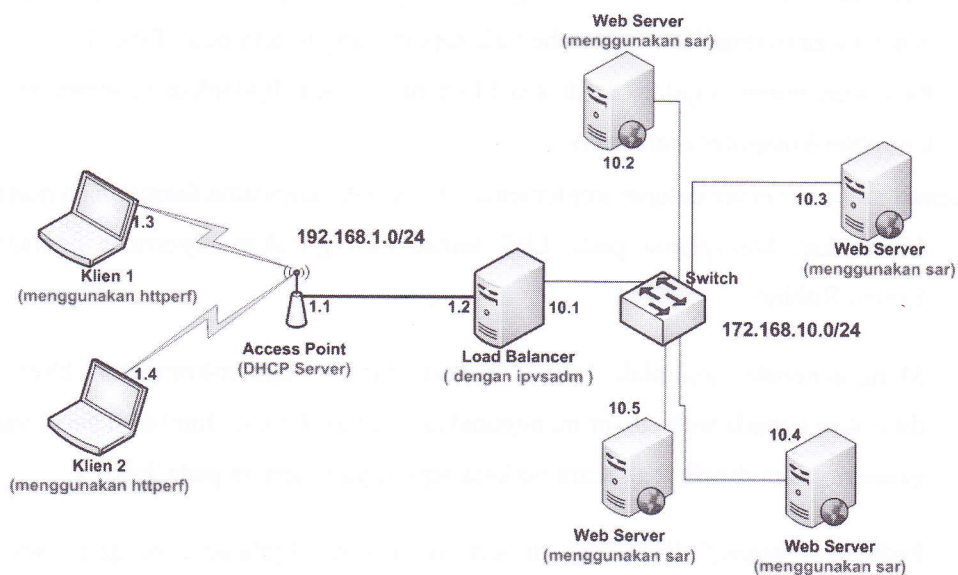 Web Server
(menggunakan sar)
10.2
10.3
Web Server
(menggunakan sar)
1.3
Klien 1
(menggunakan httperf)
192.168.1.0/24
1.1
Access Point
(DHCP Server)
1.2
10.1
Load Balancer
( dengan ipvsadm )
Switch
172.168.10.0/24
1.4
Klien 2
(menggunakan httperf)
10.5
Web Server
(menggunakan sar)
10.4
Web Server
(menggunakan sar)